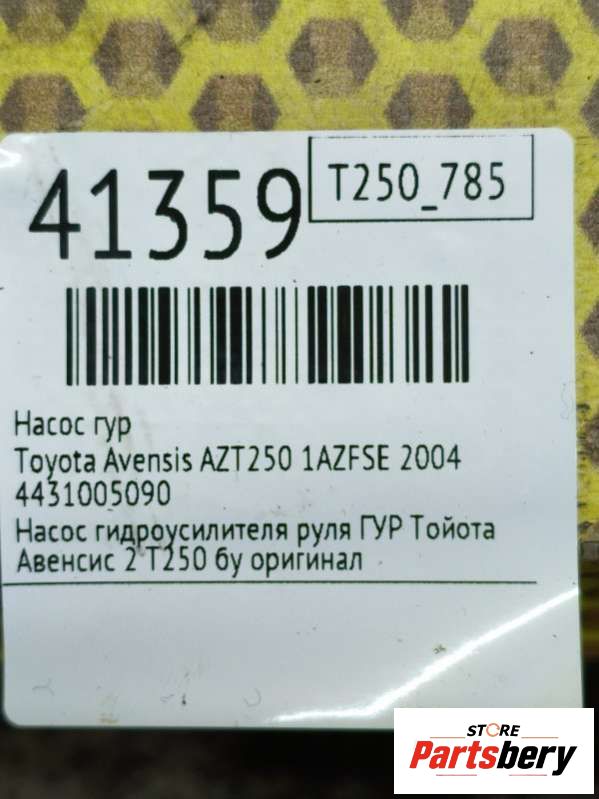 41359
T250_785
Насос гур
Toyota Avensis AZT250 1AZFSE 2004
4431005090
Насос гидроусилителя руля ГУР Тойота
Авенсис 2 Т250 бу оригинал
STORE
Partsbery